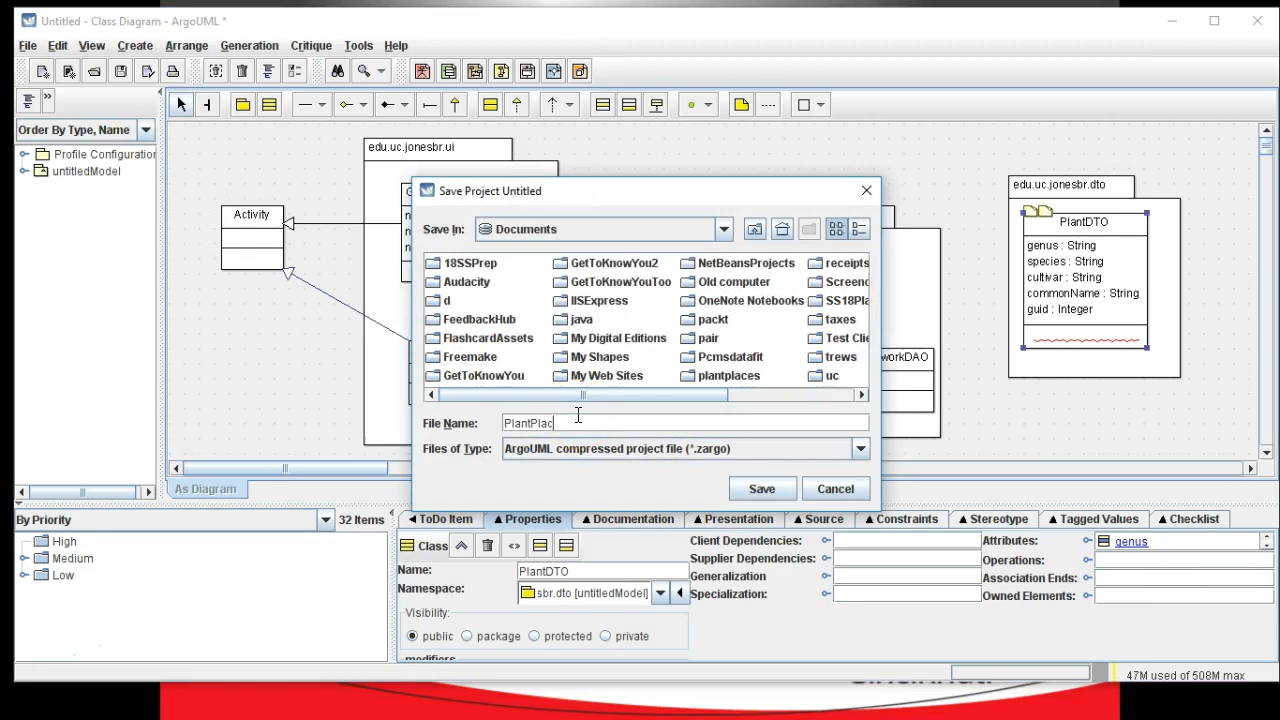 Untitled - Class Diagram - ArgoUML *
File Edit View Create Arrange Generation Critique Tools Help
Order By Type, Name
Profile Configuration
untitledModel
edu.uc.jonesbr.ui
Activity
edu.uc.jonesbr.dto
PlantDTO
genus : String
species : String
cultivar : String
commonName : String
guid : Integer
Save Project Untitled
Save In: Documents
18SSPrep GetToKnowYou2 NetBeansProjects receipts
Audacity GetToKnowYouToo Old computer
d IISExpress OneNote Notebooks
FeedbackHub java packt taxes
FlashcardAssets My Digital Editions pair
Freemake My Shapes Pcmsdatafit trews
GetToKnowYou My Web Sites plantplaces uc
File Name: PlantPlac
Files of Type: ArgoUML compressed project file (*.zargo)
Save Cancel
As Diagram
By Priority 32 Items
High
Medium
Low
ToDo Item Properties Documentation Presentation Source Constraints Stereotype Tagged Values Checklist
Class
Name: PlantDTO
Namespace: sbr.dto [untitledModel]
Visibility:
public package protected private
Client Dependencies:
Supplier Dependencies:
Generalization
Specialization:
Attributes: genus
Operations:
Association Ends:
Owned Elements:
47M used of 508M max